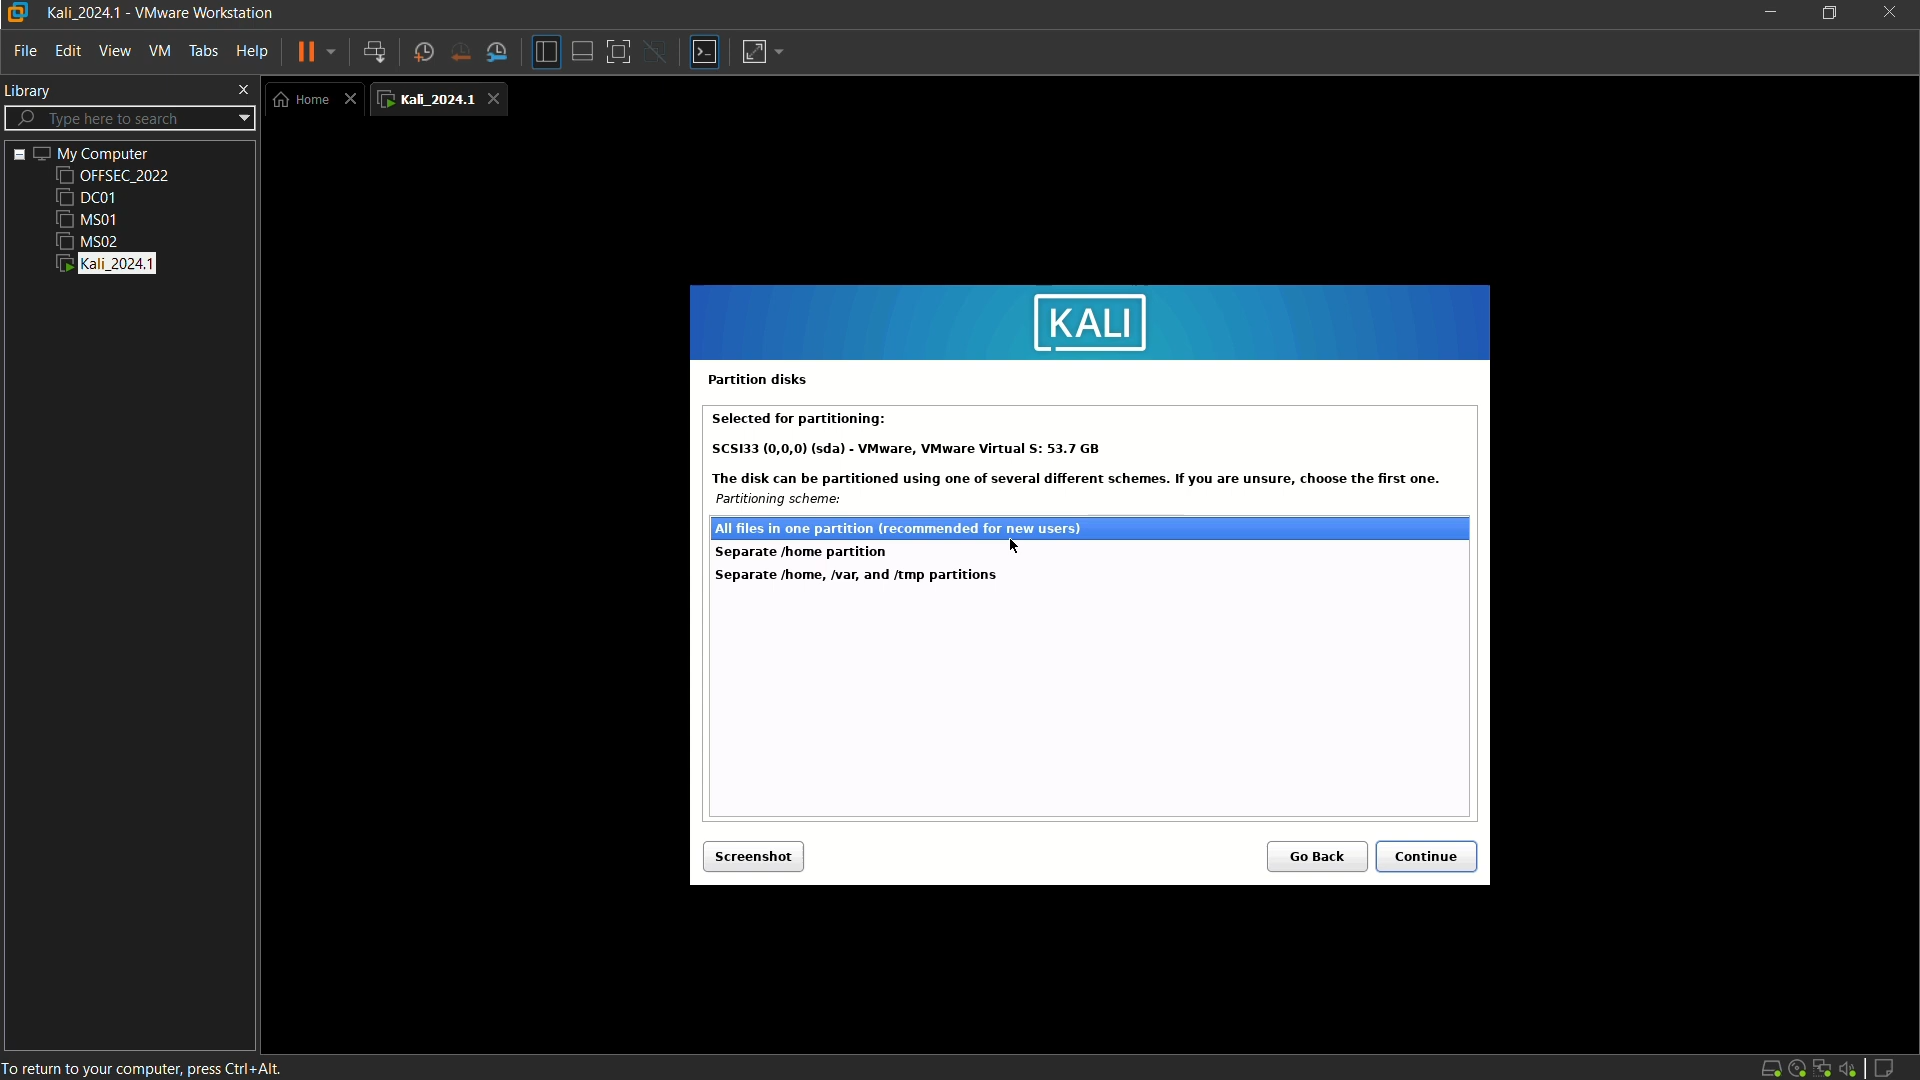 Kali_2024.1 - VMware Workstation
File Edit View VM Tabs Help
Library
Home
Kali_2024.1
Type here to search
My Computer
OFFSEC_2022
DC01
MS01
MS02
Kali_2024.1
KALI
Partition disks
Selected for partitioning:
SCSI33 (0,0,0) (sda) - VMware, VMware Virtual S: 53.7 GB
The disk can be partitioned using one of several different schemes. If you are unsure, choose the first one.
Partitioning scheme:
All files in one partition (recommended for new users)
Separate /home partition
Separate /home, /var, and /tmp partitions
Screenshot
Go Back
Continue
To return to your computer, press Ctrl+Alt.